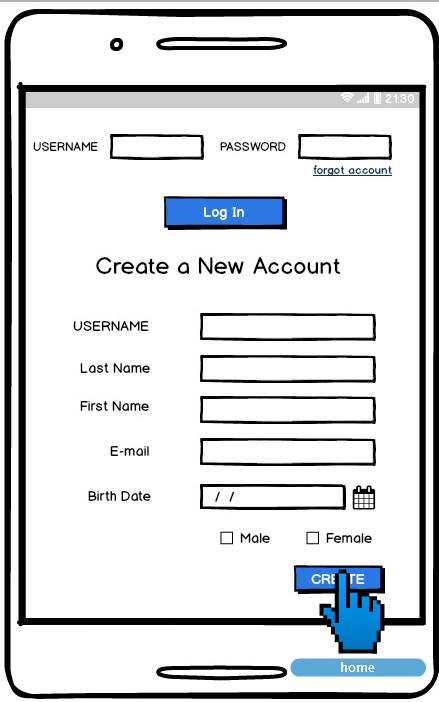 21:30
USERNAME PASSWORD
forgot account
Log In
Create a New Account
USERNAME
Last Name
First Name
E-mail
Birth Date / /
Male Female
CREATE
home